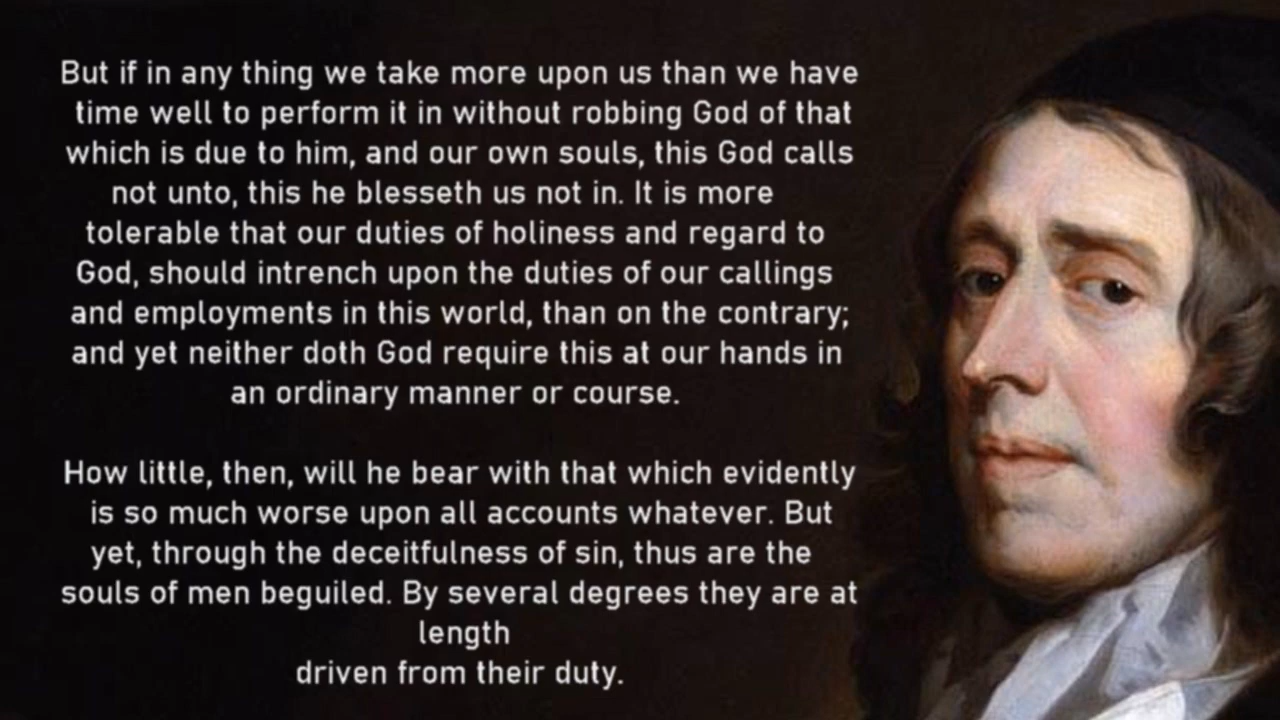 But if in any thing we take more upon us than we have
time well to perform it in without robbing God of that
which is due to him, and our own souls, this God calls
not unto, this he blesseth us not in. It is more
tolerable that our duties of holiness and regard to
God, should intrench upon the duties of our callings
and employments in this world, than on the contrary;
and yet neither doth God require this at our hands in
an ordinary manner or course.
How little, then, will he bear with that which evidently
is so much worse upon all accounts whatever. But
yet, through the deceitfulness of sin, thus are the
souls of men beguiled. By several degrees they are at
length
driven from their duty.